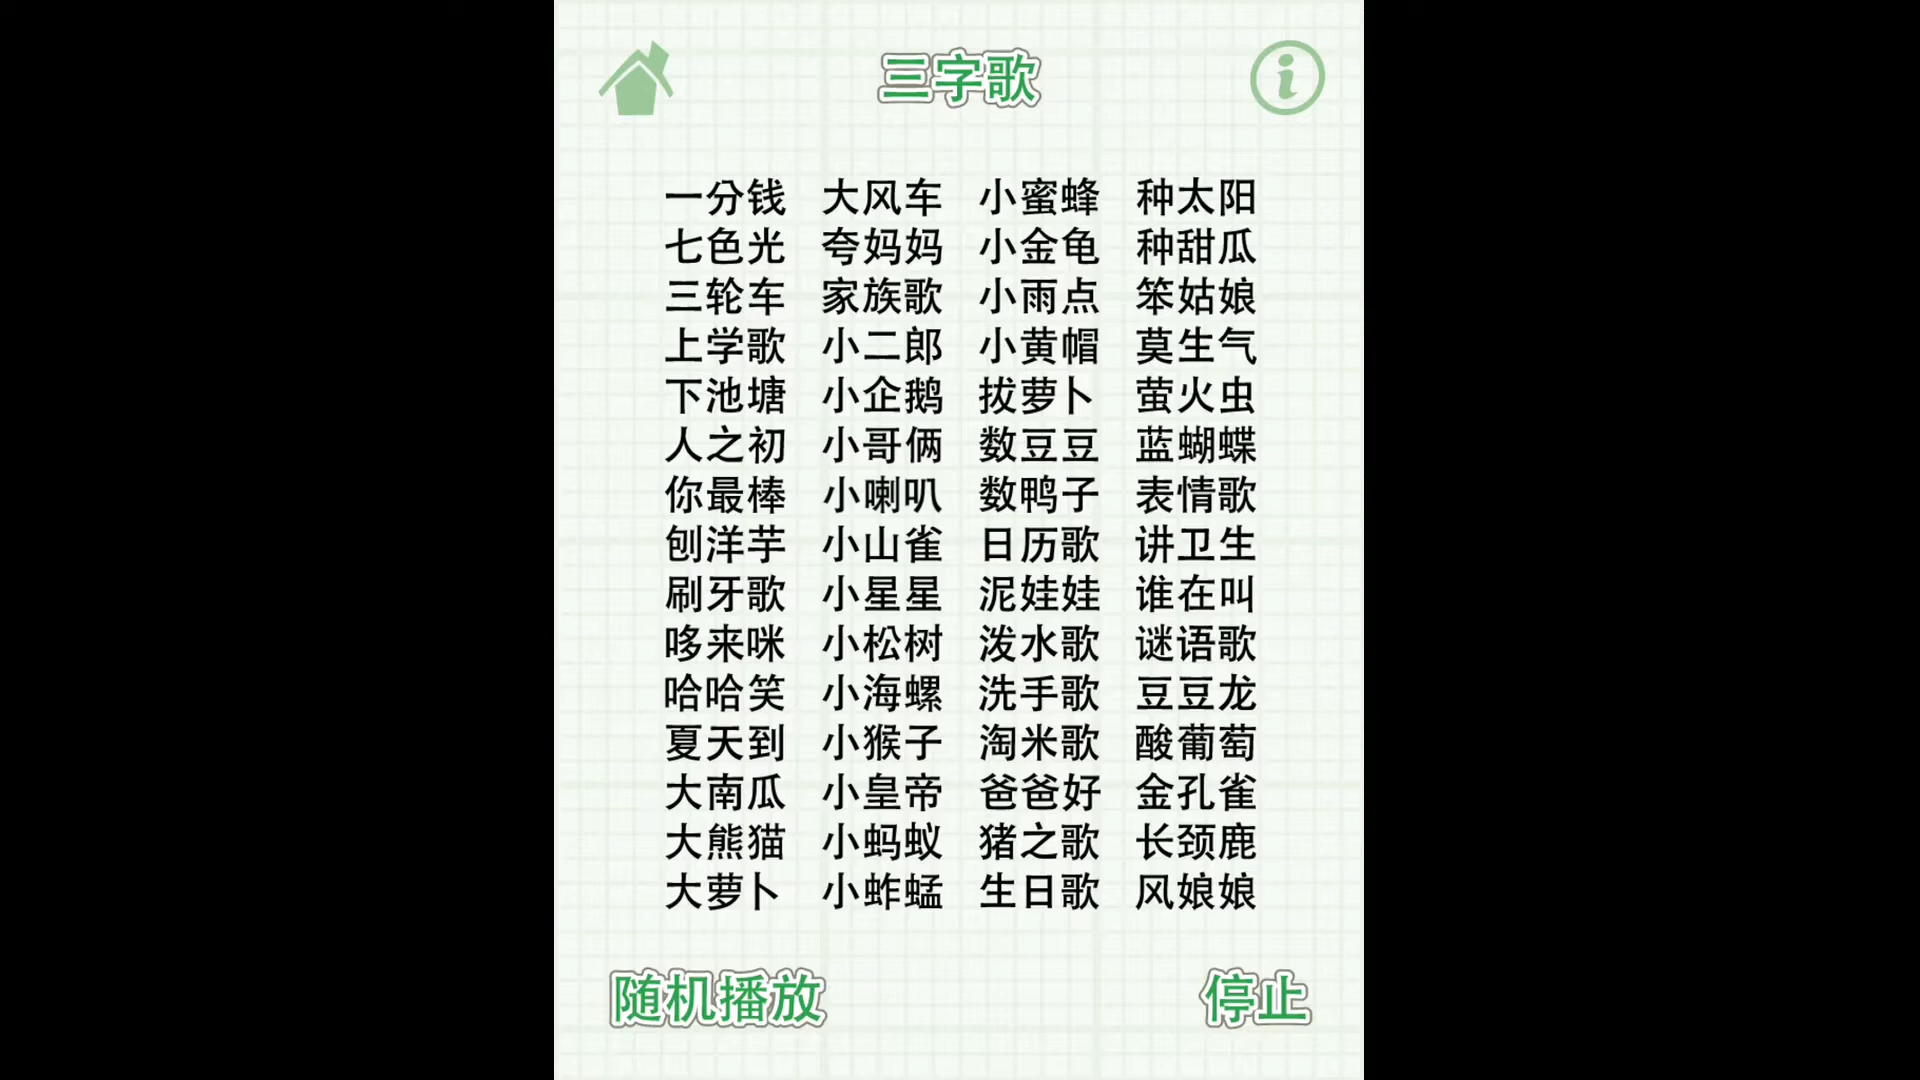 三字歌
一分钱 大风车 小蜜蜂 种太阳
七色光 夸妈妈 小金龟 种甜瓜
三轮车 家族歌 小雨点 笨姑娘
上学歌 小二郎 小黄帽 莫生气
下池塘 小企鹅 拔萝卜 萤火虫
人之初 小哥俩 数豆豆 蓝蝴蝶
你最棒 小喇叭 数鸭子 表情歌
刨洋芋 小山雀 日历歌 讲卫生
刷牙歌 小星星 泥娃娃 谁在叫
哆来咪 小松树 泼水歌 谜语歌
哈哈笑 小海螺 洗手歌 豆豆龙
夏天到 小猴子 淘米歌 酸葡萄
大南瓜 小皇帝 爸爸好 金孔雀
大熊猫 小蚂蚁 猪之歌 长颈鹿
大萝卜 小蚱蜢 生日歌 风娘娘
随机播放 停止